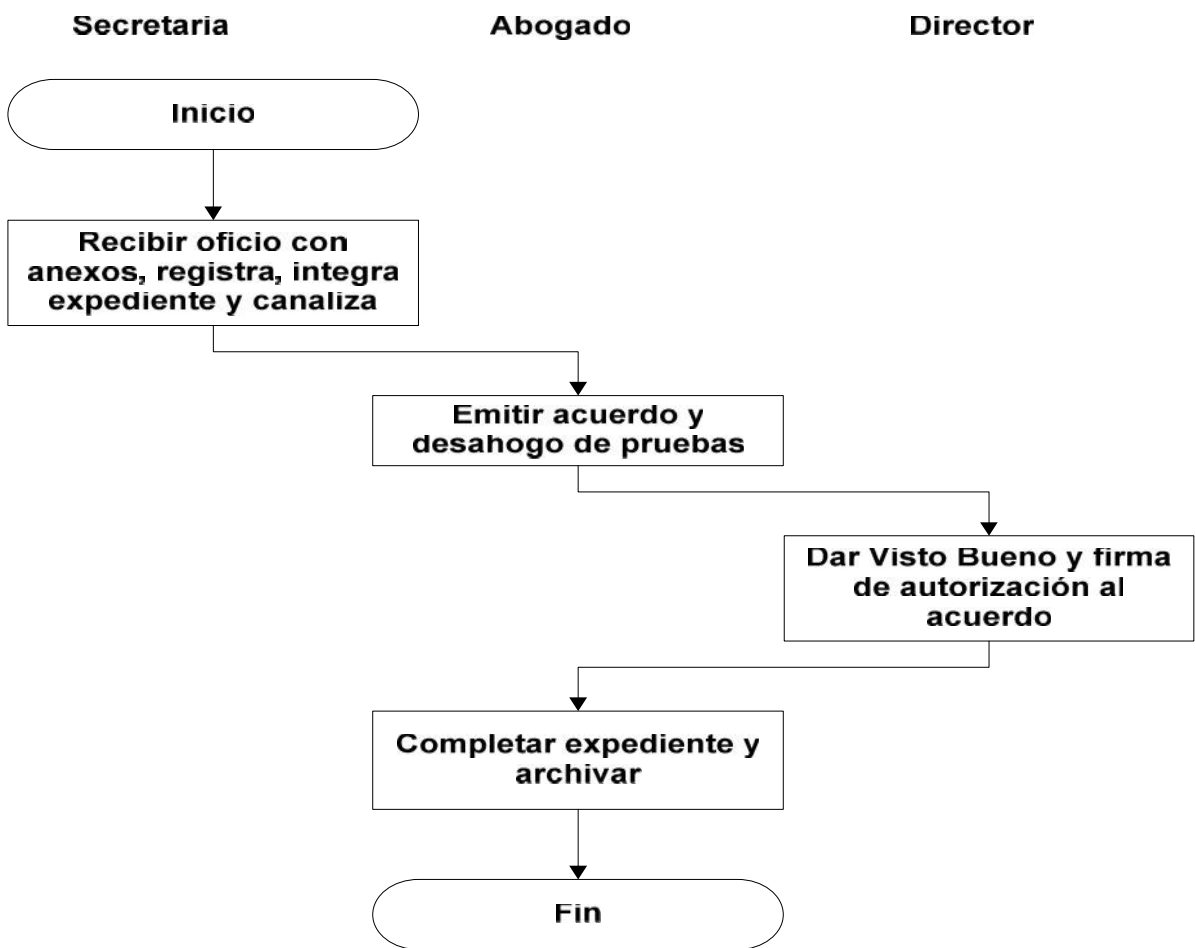 Secretaria Abogado Director
Inicio
Recibir oficio con
anexos, registra, integra
expediente y canaliza
Emitir acuerdo y
desahogo de pruebas
Dar Visto Bueno y firma
de autorización al
acuerdo
Completar expediente y
archivar
Fin